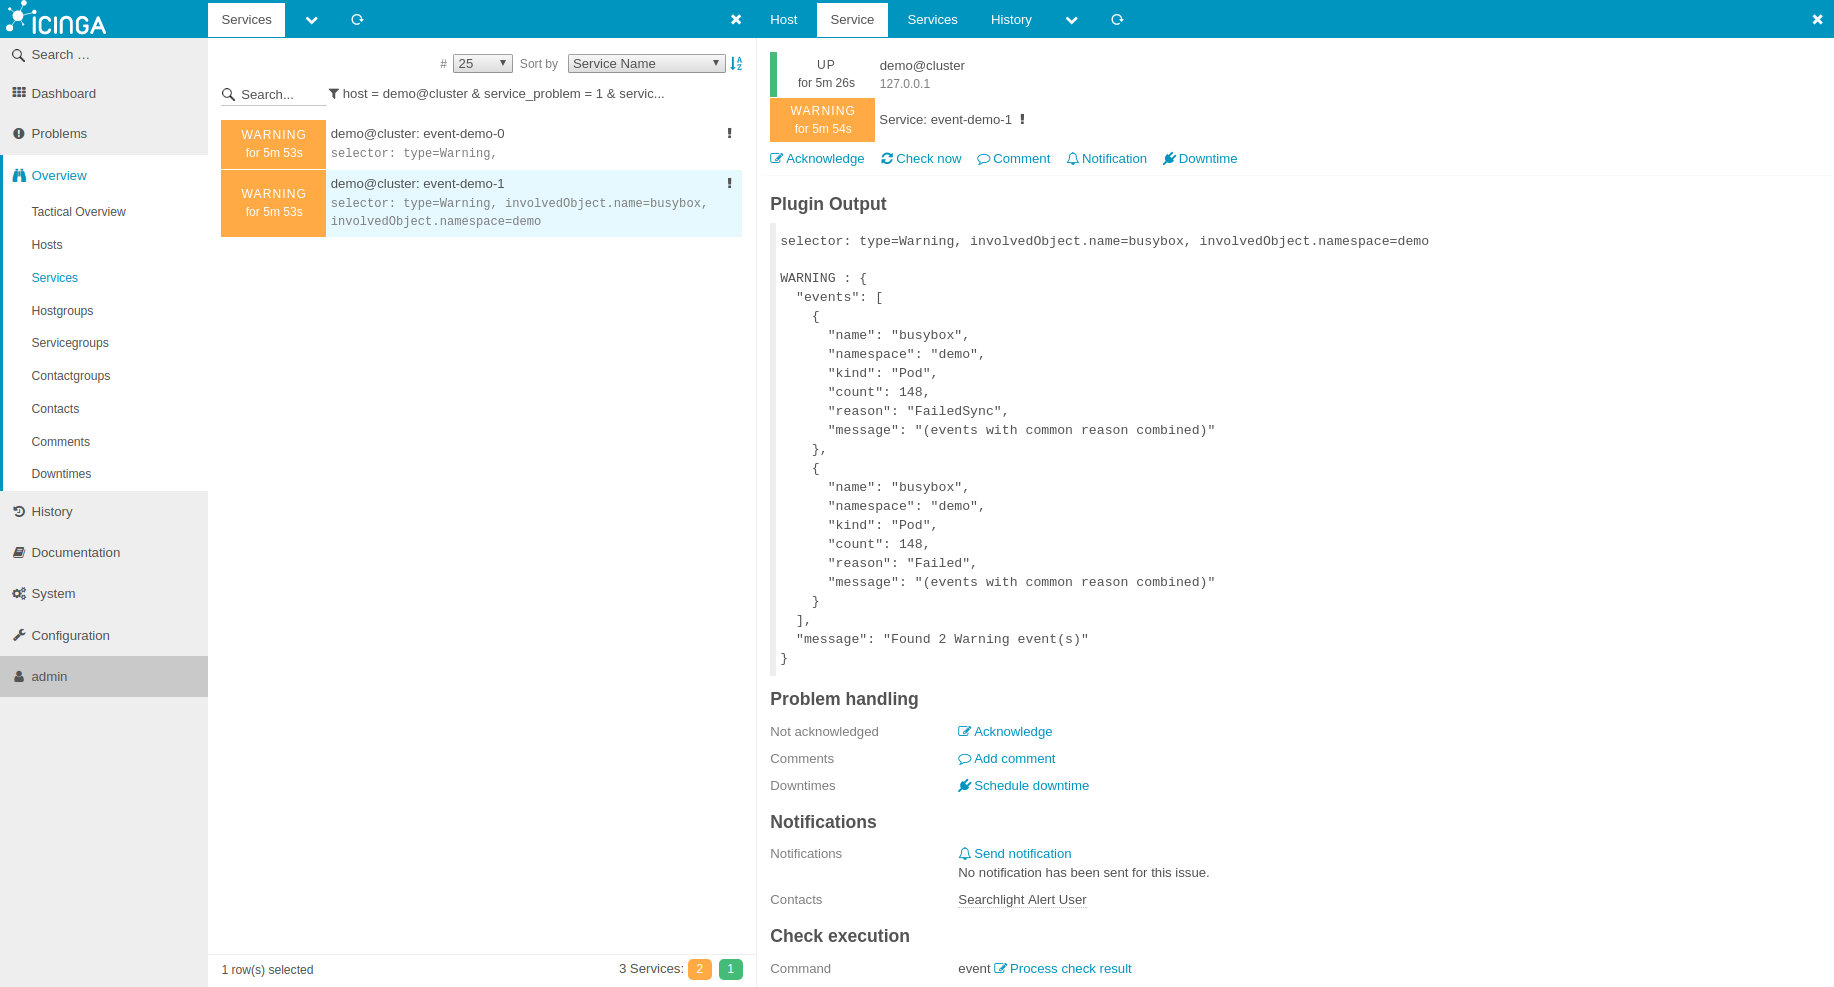 iCINGA
Search …
Dashboard
Problems
Overview
Tactical Overview
Hosts
Services
Hostgroups
Servicegroups
Contactgroups
Contacts
Comments
Downtimes
History
Documentation
System
Configuration
admin
Services
# 25 Sort by Service Name
Search... host = demo@cluster & service_problem = 1 & servic...
WARNING
for 5m 53s
demo@cluster: event-demo-0
selector: type=Warning,
WARNING
for 5m 53s
demo@cluster: event-demo-1
selector: type=Warning, involvedObject.name=busybox,
involvedObject.namespace=demo
1 row(s) selected
3 Services: 2 1
Host Service Services History
UP
for 5m 26s
demo@cluster
127.0.0.1
WARNING
for 5m 54s
Service: event-demo-1
Acknowledge Check now Comment Notification Downtime
Plugin Output
selector: type=Warning, involvedObject.name=busybox, involvedObject.namespace=demo
WARNING : {
"events": [
{
"name": "busybox",
"namespace": "demo",
"kind": "Pod",
"count": 148,
"reason": "FailedSync",
"message": "(events with common reason combined)"
},
{
"name": "busybox",
"namespace": "demo",
"kind": "Pod",
"count": 148,
"reason": "Failed",
"message": "(events with common reason combined)"
}
],
"message": "Found 2 Warning event(s)"
}
Problem handling
Not acknowledged Acknowledge
Comments Add comment
Downtimes Schedule downtime
Notifications
Notifications Send notification
No notification has been sent for this issue.
Contacts Searchlight Alert User
Check execution
Command event Process check result